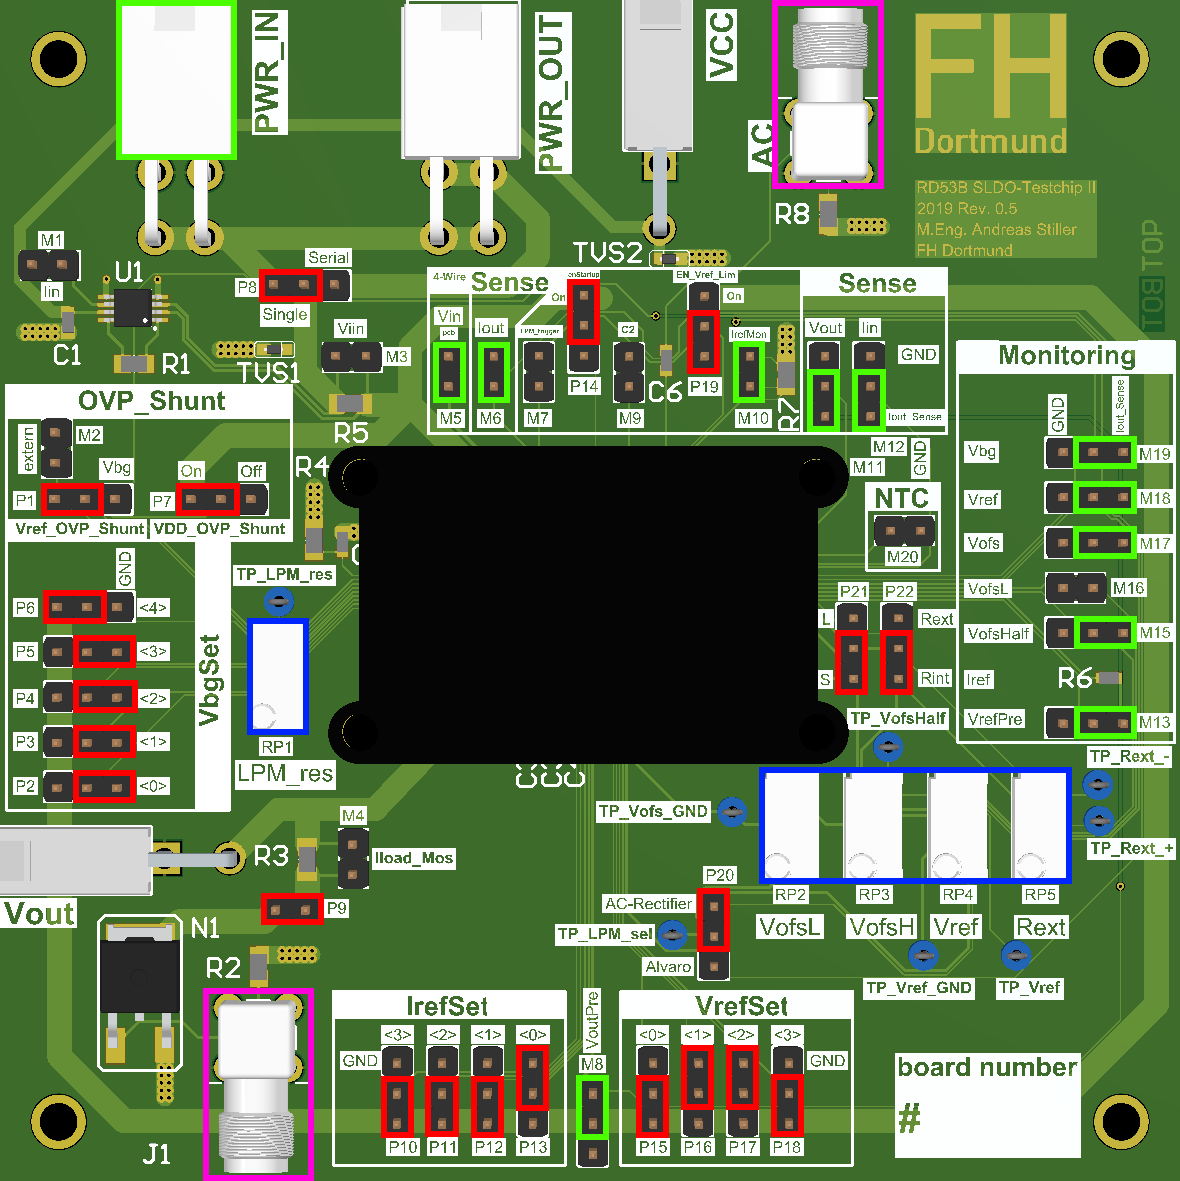 PWR_IN
PWR_OUT
VCC
AC
FH
Dortmund
RD53B SLDO-Testchip II
2019 Rev. 0.5
M.Eng. Andreas Stiller
FH Dortmund
TOP
BOT
R8
TVS2
M1
Iin
U1
C1
R1
P8
Serial
Single
TVS1
Viin
M3
R5
4-Wire
Sense
Vin
pcb
M5
Iout
M6
M7
enStartup
On
P14
C2
M9
C6
EN_Vref_Lim
On
P19
IrefMon
M10
R7
Sense
Vout
Iin
GND
Iout_Sense
M12
M11
GND
Monitoring
GND
Iout_Sense
Vbg
M19
Vref
M18
Vofs
M17
VofsL
M16
VofsHalf
M15
Iref
R6
VrefPre
M13
OVP_Shunt
extern
M2
Vbg
P1
On
Off
P7
Vref_OVP_Shunt
VDD_OVP_Shunt
R4
NTC
M20
GND
P6
<4>
P5
<3>
P4
<2>
P3
<1>
P2
<0>
VbgSet
TP_LPM_res
RP1
LPM_res
P21
P22
L
Rext
S
Rint
TP_VofsHalf
TP_Rext_-
TP_Rext_+
TP_Vofs_GND
RP2
RP3
RP4
RP5
VofsL
VofsH
Vref
Rext
TP_Vref_GND
TP_Vref
M4
Iload_Mos
R3
P9
Vout
N1
R2
J1
P20
AC-Rectifier
TP_LPM_sel
Alvaro
IrefSet
<3>
<2>
<1>
<0>
GND
P10
P11
P12
P13
VoutPre
M8
VrefSet
<0>
<1>
<2>
<3>
GND
P15
P16
P17
P18
board number
#